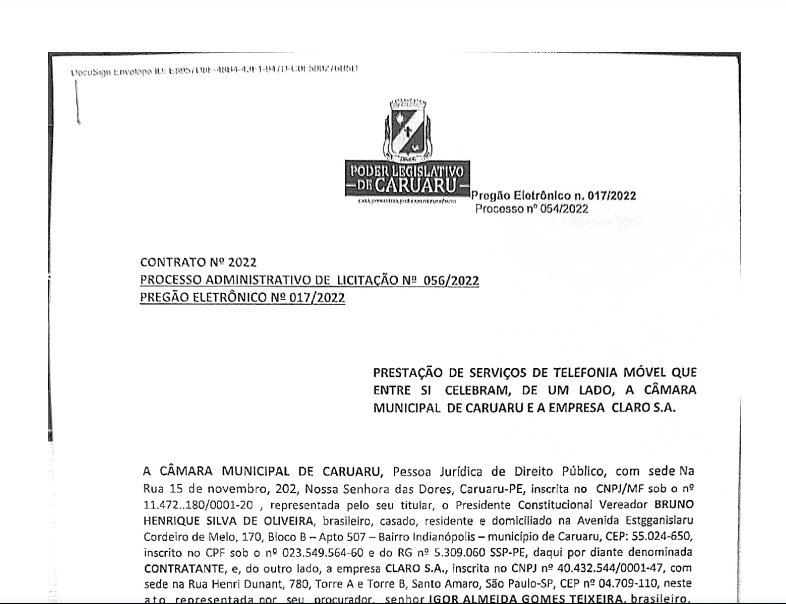 DocuSign Envelope ID:
PODER LEGISLATIVO
DE CARUARU
Pregão Eletrônico n. 017/2022
Processo nº 054/2022
CONTRATO Nº 2022
PROCESSO ADMINISTRATIVO DE LICITAÇÃO Nº 056/2022
PREGÃO ELETRÔNICO Nº 017/2022
PRESTAÇÃO DE SERVIÇOS DE TELEFONIA MÓVEL QUE
ENTRE SI CELEBRAM, DE UM LADO, A CÂMARA
MUNICIPAL DE CARUARU E A EMPRESA CLARO S.A.
A CÂMARA MUNICIPAL DE CARUARU, Pessoa Jurídica de Direito Público, com sede Na
Rua 15 de novembro, 202, Nossa Senhora das Dores, Caruaru-PE, inscrita no CNPJ/MF sob o nº
11.472..180/0001-20 , representada pelo seu titular, o Presidente Constitucional Vereador BRUNO
HENRIQUE SILVA DE OLIVEIRA, brasileiro, casado, residente e domiciliado na Avenida Estgganislaru
Cordeiro de Melo, 170, Bloco B – Apto 507 – Bairro Indianópolis – município de Caruaru, CEP: 55.024-650,
inscrito no CPF sob o nº 023.549.564-60 e do RG nº 5.309.060 SSP-PE, daqui por diante denominada
CONTRATANTE, e, do outro lado, a empresa CLARO S.A., inscrita no CNPJ nº 40.432.544/0001-47, com
sede na Rua Henri Dunant, 780, Torre A e Torre B, Santo Amaro, São Paulo-SP, CEP nº 04.709-110, neste
ato representada por seu procurador, senhor IGOR ALMEIDA GOMES TEIXEIRA, brasileiro,